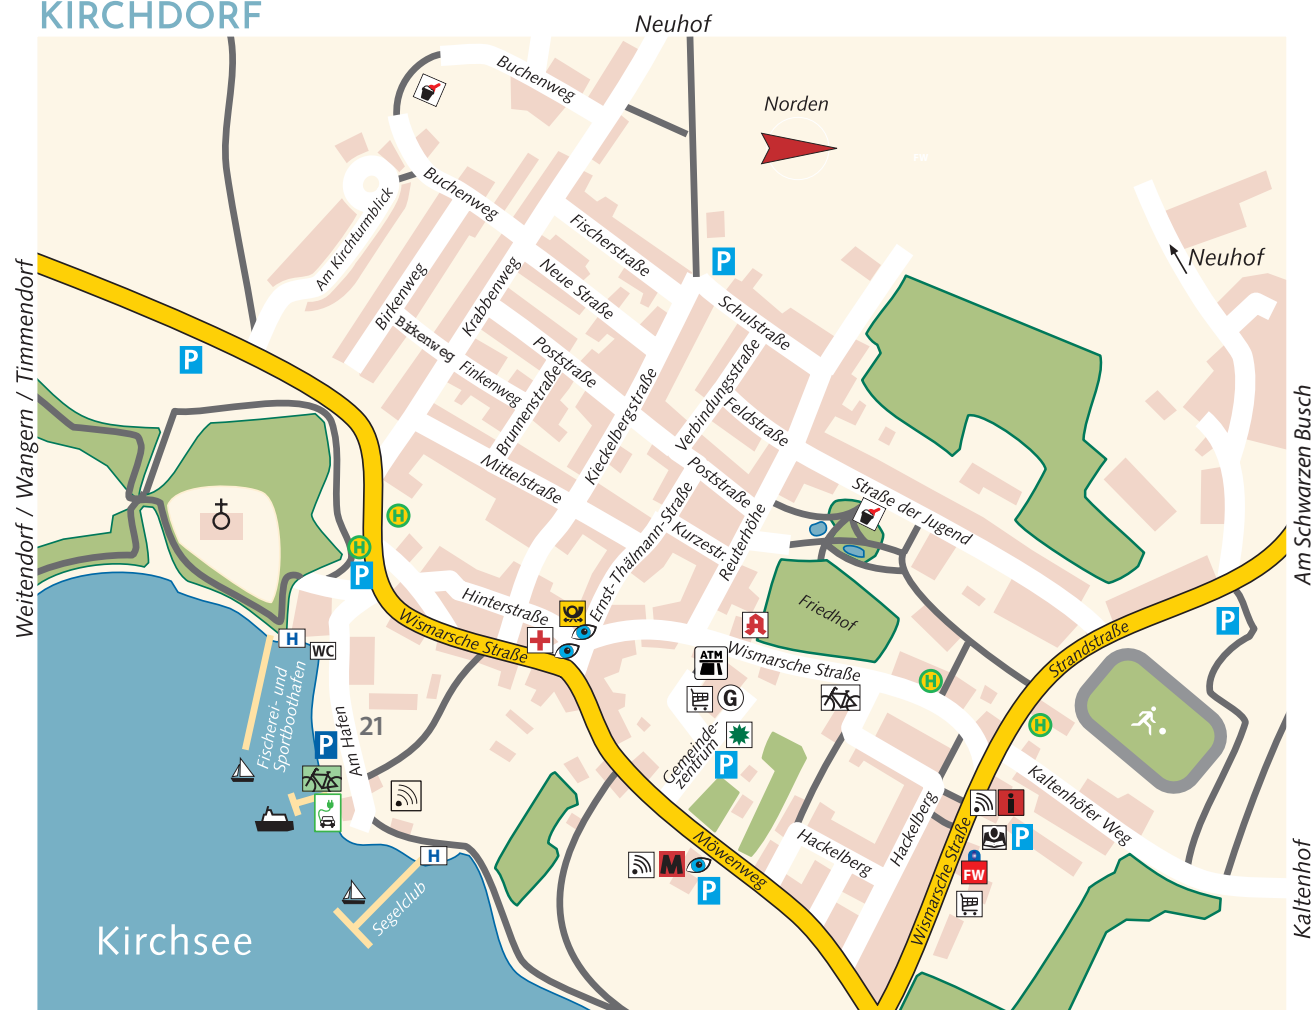 KIRCHDORF
Neuhof
Buchenweg
Norden
Buchenweg
Am Kirchturmblick
Fischerstraße
Neuhof
Weitendorf / Wangern / Timmendorf
Birkenweg
Krabbenweg
Neue Straße
P
Schulstraße
Birkenweg
P
Finkenweg
Poststraße
Brunnenstraße
Kieckelbergstraße
Verbindungsstraße
Feldstraße
Am Schwarzen Busch
Mittelstraße
Poststraße
Straße der Jugend
H
H
P
Ernst-Thälmann-Straße
Kurzestr.
Reuterhöhe
Hinterstraße
Friedhof
A
Wismarsche Straße
Strandstraße
P
H
WC
ATM
Wismarsche Straße
H
G
H
Fischerei- und
Sportboothafen
P
Am Hafen
21
Gemeinde-
zentrum
P
Kaltenhöfer Weg
i
P
Hackelberg
Hackelberg
Wismarsche Straße
FW
Möwenweg
M
P
H
Segelclub
Kirchsee
Kaltenhof
FW